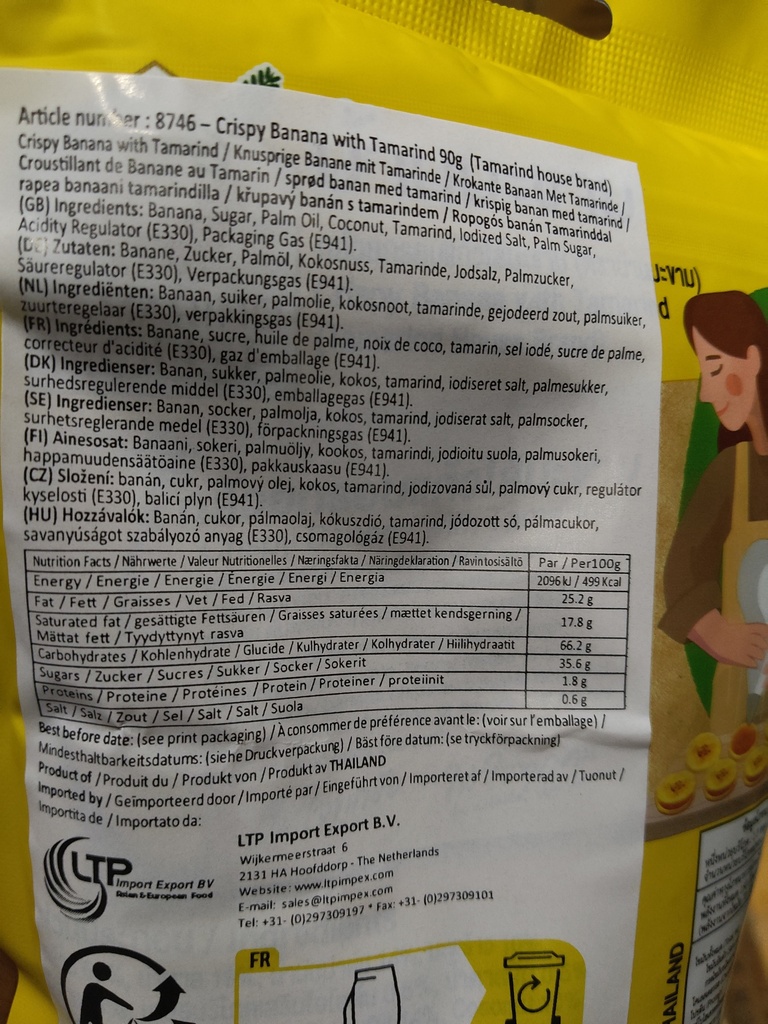 Article number : 8746 – Crispy Banana with Tamarind 90g (Tamarind house brand)
Crispy Banana with Tamarind / Knusprige Banane mit Tamarinde / Krokante Banaan Met Tamarinde /
Croustillant de Banane au Tamarin / sprød banan med tamarind / krispig banan med tamarind /
rapea banaani tamarindilla / křupavý banán s tamarindem / Ropogós banán Tamarinddal
(GB) Ingredients: Banana, Sugar, Palm Oil, Coconut, Tamarind, Iodized Salt, Palm Sugar,
Acidity Regulator (E330), Packaging Gas (E941).
(DE) Zutaten: Banane, Zucker, Palmöl, Kokosnuss, Tamarinde, Jodsalz, Palmzucker,
Säureregulator (E330), Verpackungsgas (E941).
(NL) Ingrediënten: Banaan, suiker, palmolie, kokosnoot, tamarinde, gejodeerd zout, palmsuiker,
zuurteregelaar (E330), verpakkingsgas (E941).
(FR) Ingrédients: Banane, sucre, huile de palme, noix de coco, tamarin, sel iodé, sucre de palme,
correcteur d'acidité (E330), gaz d'emballage (E941).
(DK) Ingredienser: Banan, sukker, palmeolie, kokos, tamarind, iodiseret salt, palmesukker,
surhedsregulerende middel (E330), emballagegas (E941).
(SE) Ingredienser: Banan, socker, palmolja, kokos, tamarind, jodiserat salt, palmsocker,
surhetsreglerande medel (E330), förpackningsgas (E941).
(FI) Ainesosat: Banaani, sokeri, palmuöljy, kookos, tamarindi, jodioitu suola, palmusokeri,
happamuudensäätöaine (E330), pakkauskaasu (E941).
(CZ) Složení: banán, cukr, palmový olej, kokos, tamarind, jodizovaná sůl, palmový cukr, regulátor
kyselosti (E330), balicí plyn (E941).
(HU) Hozzávalók: Banán, cukor, pálmaolaj, kókuszdió, tamarind, jódozott só, pálmacukor,
savanyúságot szabályozó anyag (E330), csomagológáz (E941).
Nutrition Facts / Nährwerte / Valeur Nutritionelles / Næringsfakta / Näringdeklaration / Ravintosisältö Par / Per100g
Energy / Energie / Energie / Énergie / Energi / Energia 2096 kJ / 499 Kcal
Fat / Fett / Graisses / Vet / Fed / Rasva 25.2 g
Saturated fat / gesättigte Fettsäuren / Graisses saturées / mættet kendsgerning /
Mättat fett / Tyydyttynyt rasva 17.8 g
Carbohydrates / Kohlenhydrate / Glucide / Kulhydrater / Kolhydrater / Hiilihydraatit 66.2 g
Sugars / Zucker / Sucres / Sukker / Socker / Sokerit 35.6 g
Proteins / Proteine / Protéines / Protein / Proteiner / proteiinit 1.8 g
Salt / Salz / Zout / Sel / Salt / Salt / Suola 0.6 g
Best before date: (see print packaging) / À consommer de préférence avant le: (voir sur l'emballage) /
Mindesthaltbarkeitsdatums: (siehe Druckverpackung) / Bäst före datum: (se tryckförpackning)
Product of / Produit du / Produkt von / Produkt av THAILAND
Imported by / Geïmporteerd door / Importé par / Eingeführt von / Importeret af / Importerad av / Tuonut /
Importita de / Importato da:
LTP Import Export B.V.
Wijkermeerstraat 6
2131 HA Hoofddorp - The Netherlands
Website: www.ltpimpex.com
E-mail: sales@ltpimpex.com
Tel: +31- (0)297309197 * Fax: +31- (0)297309101
LTP
Import Export BV
Asian & European Food
FR